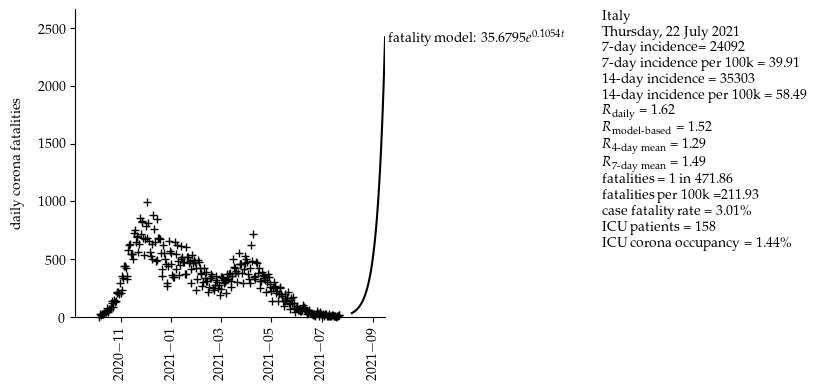 2500
2000
1500
1000
500
0
daily corona fatalities
2020−11
2021−01
2021−03
2021−05
2021−07
2021−09
fatality model: 35.6795e^0.1054t
Italy
Thursday, 22 July 2021
7-day incidence= 24092
7-day incidence per 100k = 39.91
14-day incidence = 35303
14-day incidence per 100k = 58.49
R daily = 1.62
R model-based = 1.52
R 4-day mean = 1.29
R 7-day mean = 1.49
fatalities = 1 in 471.86
fatalities per 100k =211.93
case fatality rate = 3.01%
ICU patients = 158
ICU corona occupancy = 1.44%